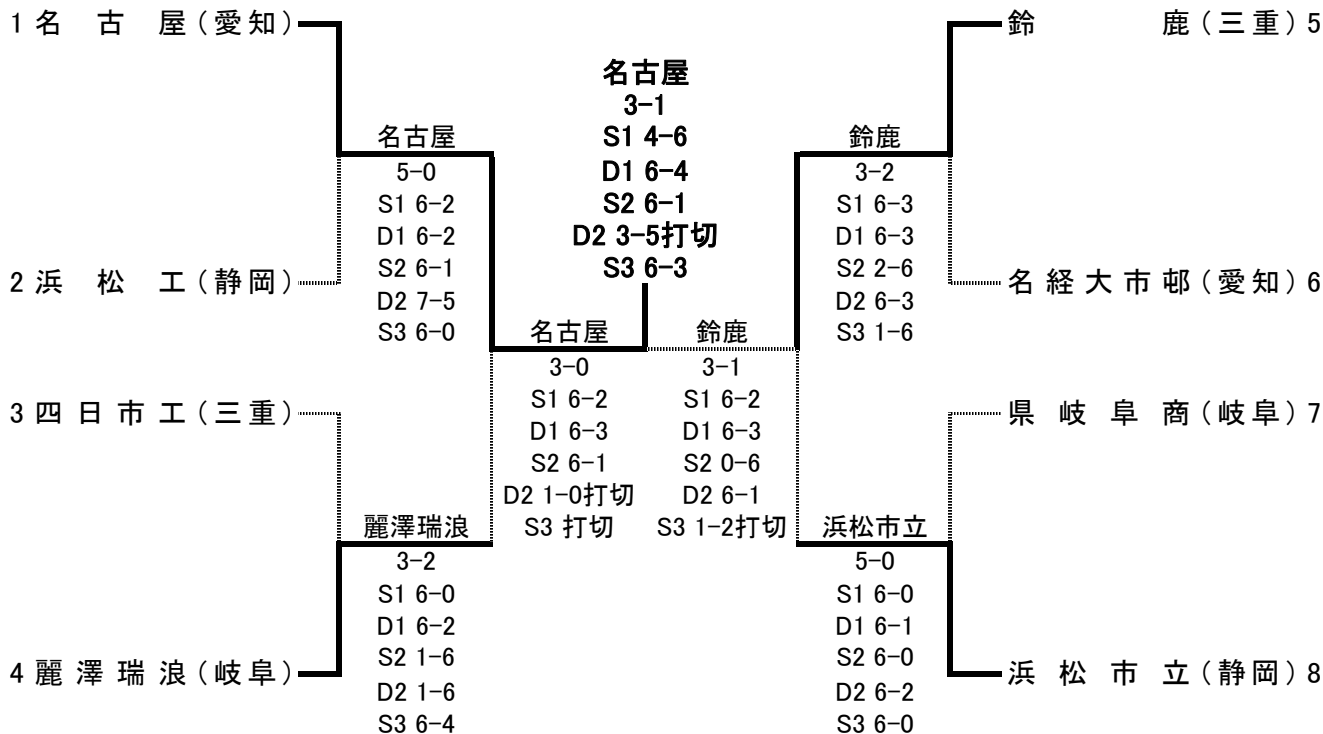 1 名古屋(愛知)
鈴鹿(三重) 5
名古屋
3-1
S1 4-6
D1 6-4
S2 6-1
D2 3-5打切
S3 6-3
名古屋
5-0
S1 6-2
D1 6-2
S2 6-1
D2 7-5
S3 6-0
鈴鹿
3-2
S1 6-3
D1 6-3
S2 2-6
D2 6-3
S3 1-6
2 浜松工(静岡)
名経大市邨(愛知) 6
名古屋
3-0
S1 6-2
D1 6-3
S2 6-1
D2 1-0打切
S3 打切
鈴鹿
3-1
S1 6-2
D1 6-3
S2 0-6
D2 6-1
S3 1-2打切
3 四日市工(三重)
県岐阜商(岐阜) 7
麗澤瑞浪
3-2
S1 6-0
D1 6-2
S2 1-6
D2 1-6
S3 6-4
浜松市立
5-0
S1 6-0
D1 6-1
S2 6-0
D2 6-2
S3 6-0
4 麗澤瑞浪(岐阜)
浜松市立(静岡) 8